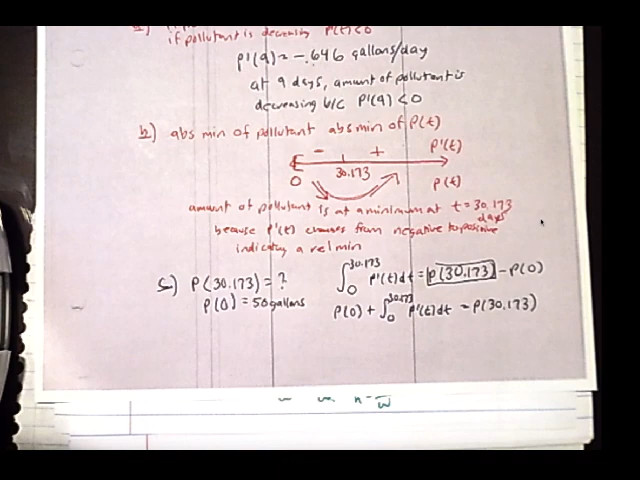 if pollutant is decreasing P'(t)<0
P'(9) = -.646 gallons/day
at 9 days, amount of pollutant is
decreasing b/c P'(9) < 0
b) abs min of pollutant abs min of P(t)
- + P'(t)
0 30.173 P(t)
amount of pollutant is at a minimum at t=30.173 days
because P'(t) changes from negative to positive
indicating a rel min
c) P(30.173) = ? ∫₀^30.173 P'(t)dt = P(30.173) - P(0)
P(0) = 50 gallons P(0) + ∫₀^30.173 P'(t)dt = P(30.173)